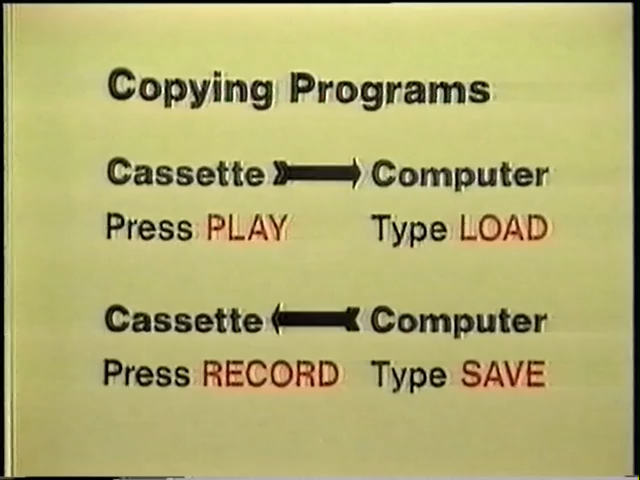 Copying Programs
Cassette Computer
Press PLAY Type LOAD
Cassette Computer
Press RECORD Type SAVE